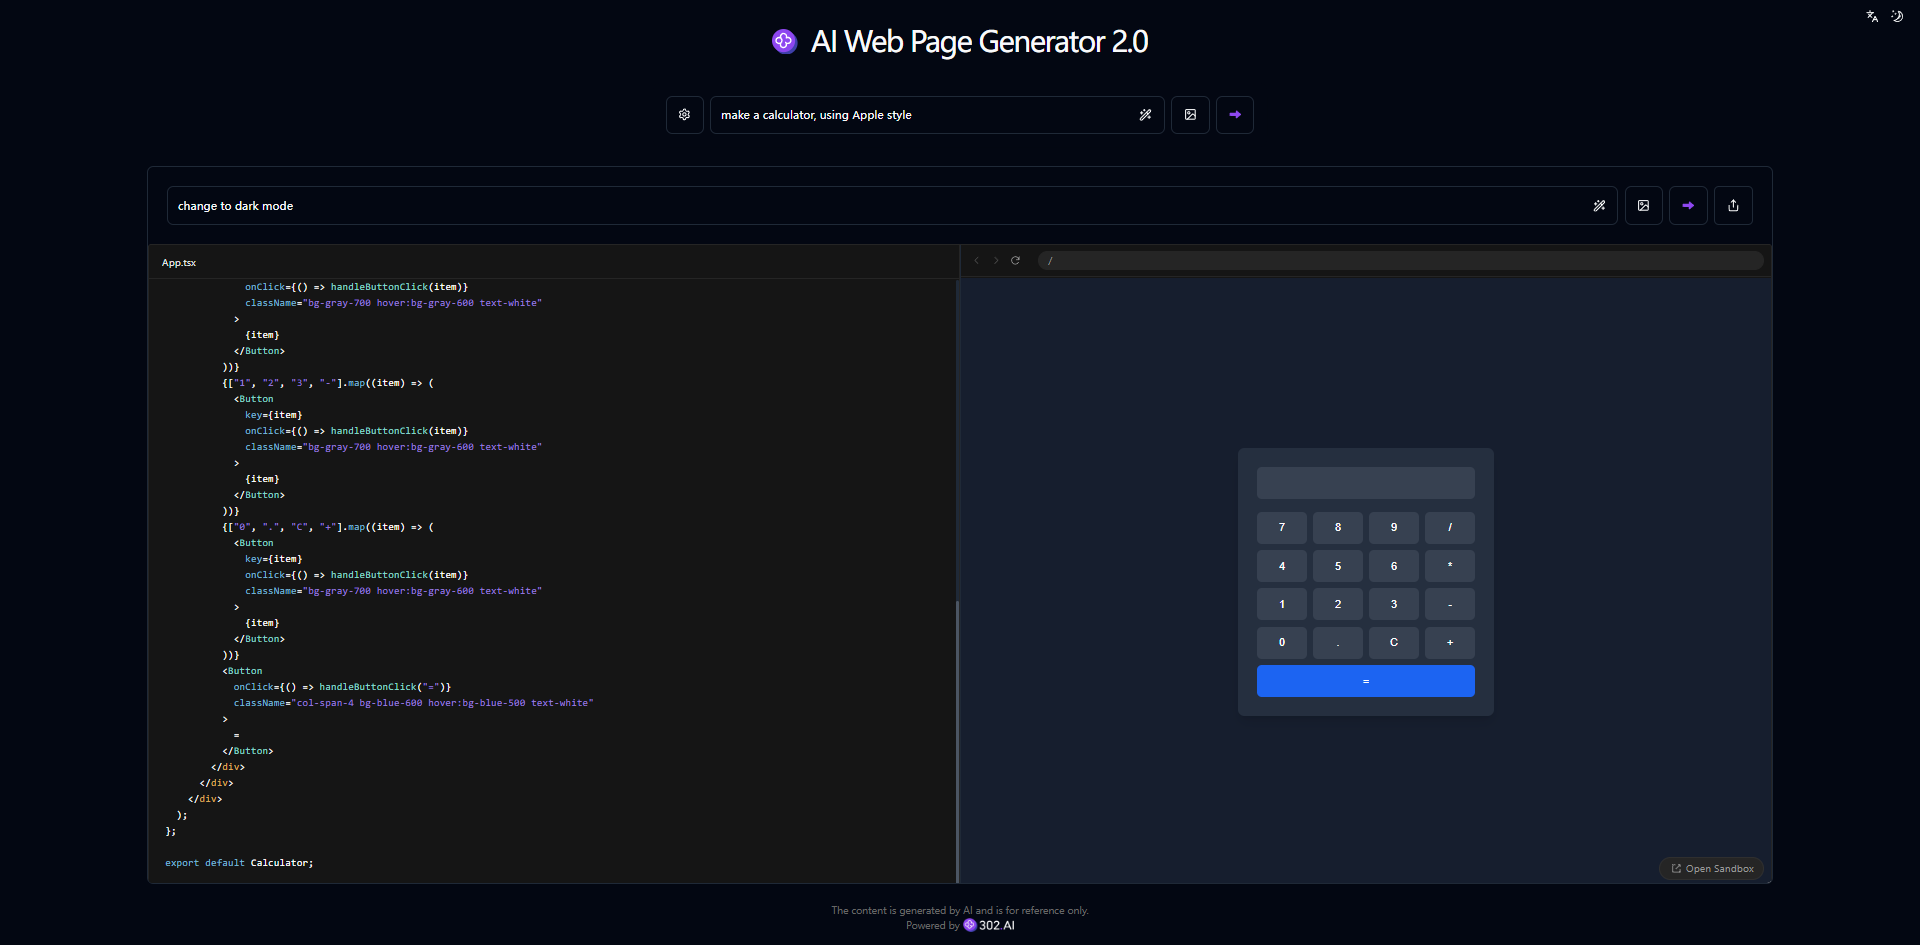 AI Web Page Generator 2.0
make a calculator, using Apple style
change to dark mode
App.tsx
/
onClick={() => handleButtonClick(item)}
className="bg-gray-700 hover:bg-gray-600 text-white"
>
{item}
</Button>
))}
{["1", "2", "3", "-"].map((item) => (
<Button
key={item}
onClick={() => handleButtonClick(item)}
className="bg-gray-700 hover:bg-gray-600 text-white"
>
{item}
</Button>
))}
{["0", ".", "C", "+"].map((item) => (
<Button
key={item}
onClick={() => handleButtonClick(item)}
className="bg-gray-700 hover:bg-gray-600 text-white"
>
{item}
</Button>
))}
<Button
onClick={() => handleButtonClick("=")}
className="col-span-4 bg-blue-600 hover:bg-blue-500 text-white"
>
=
</Button>
</div>
</div>
</div>
);
};
export default Calculator;
7 8 9 /
4 5 6 *
1 2 3 -
0 . C +
=
Open Sandbox
The content is generated by AI and is for reference only.
Powered by 302.AI